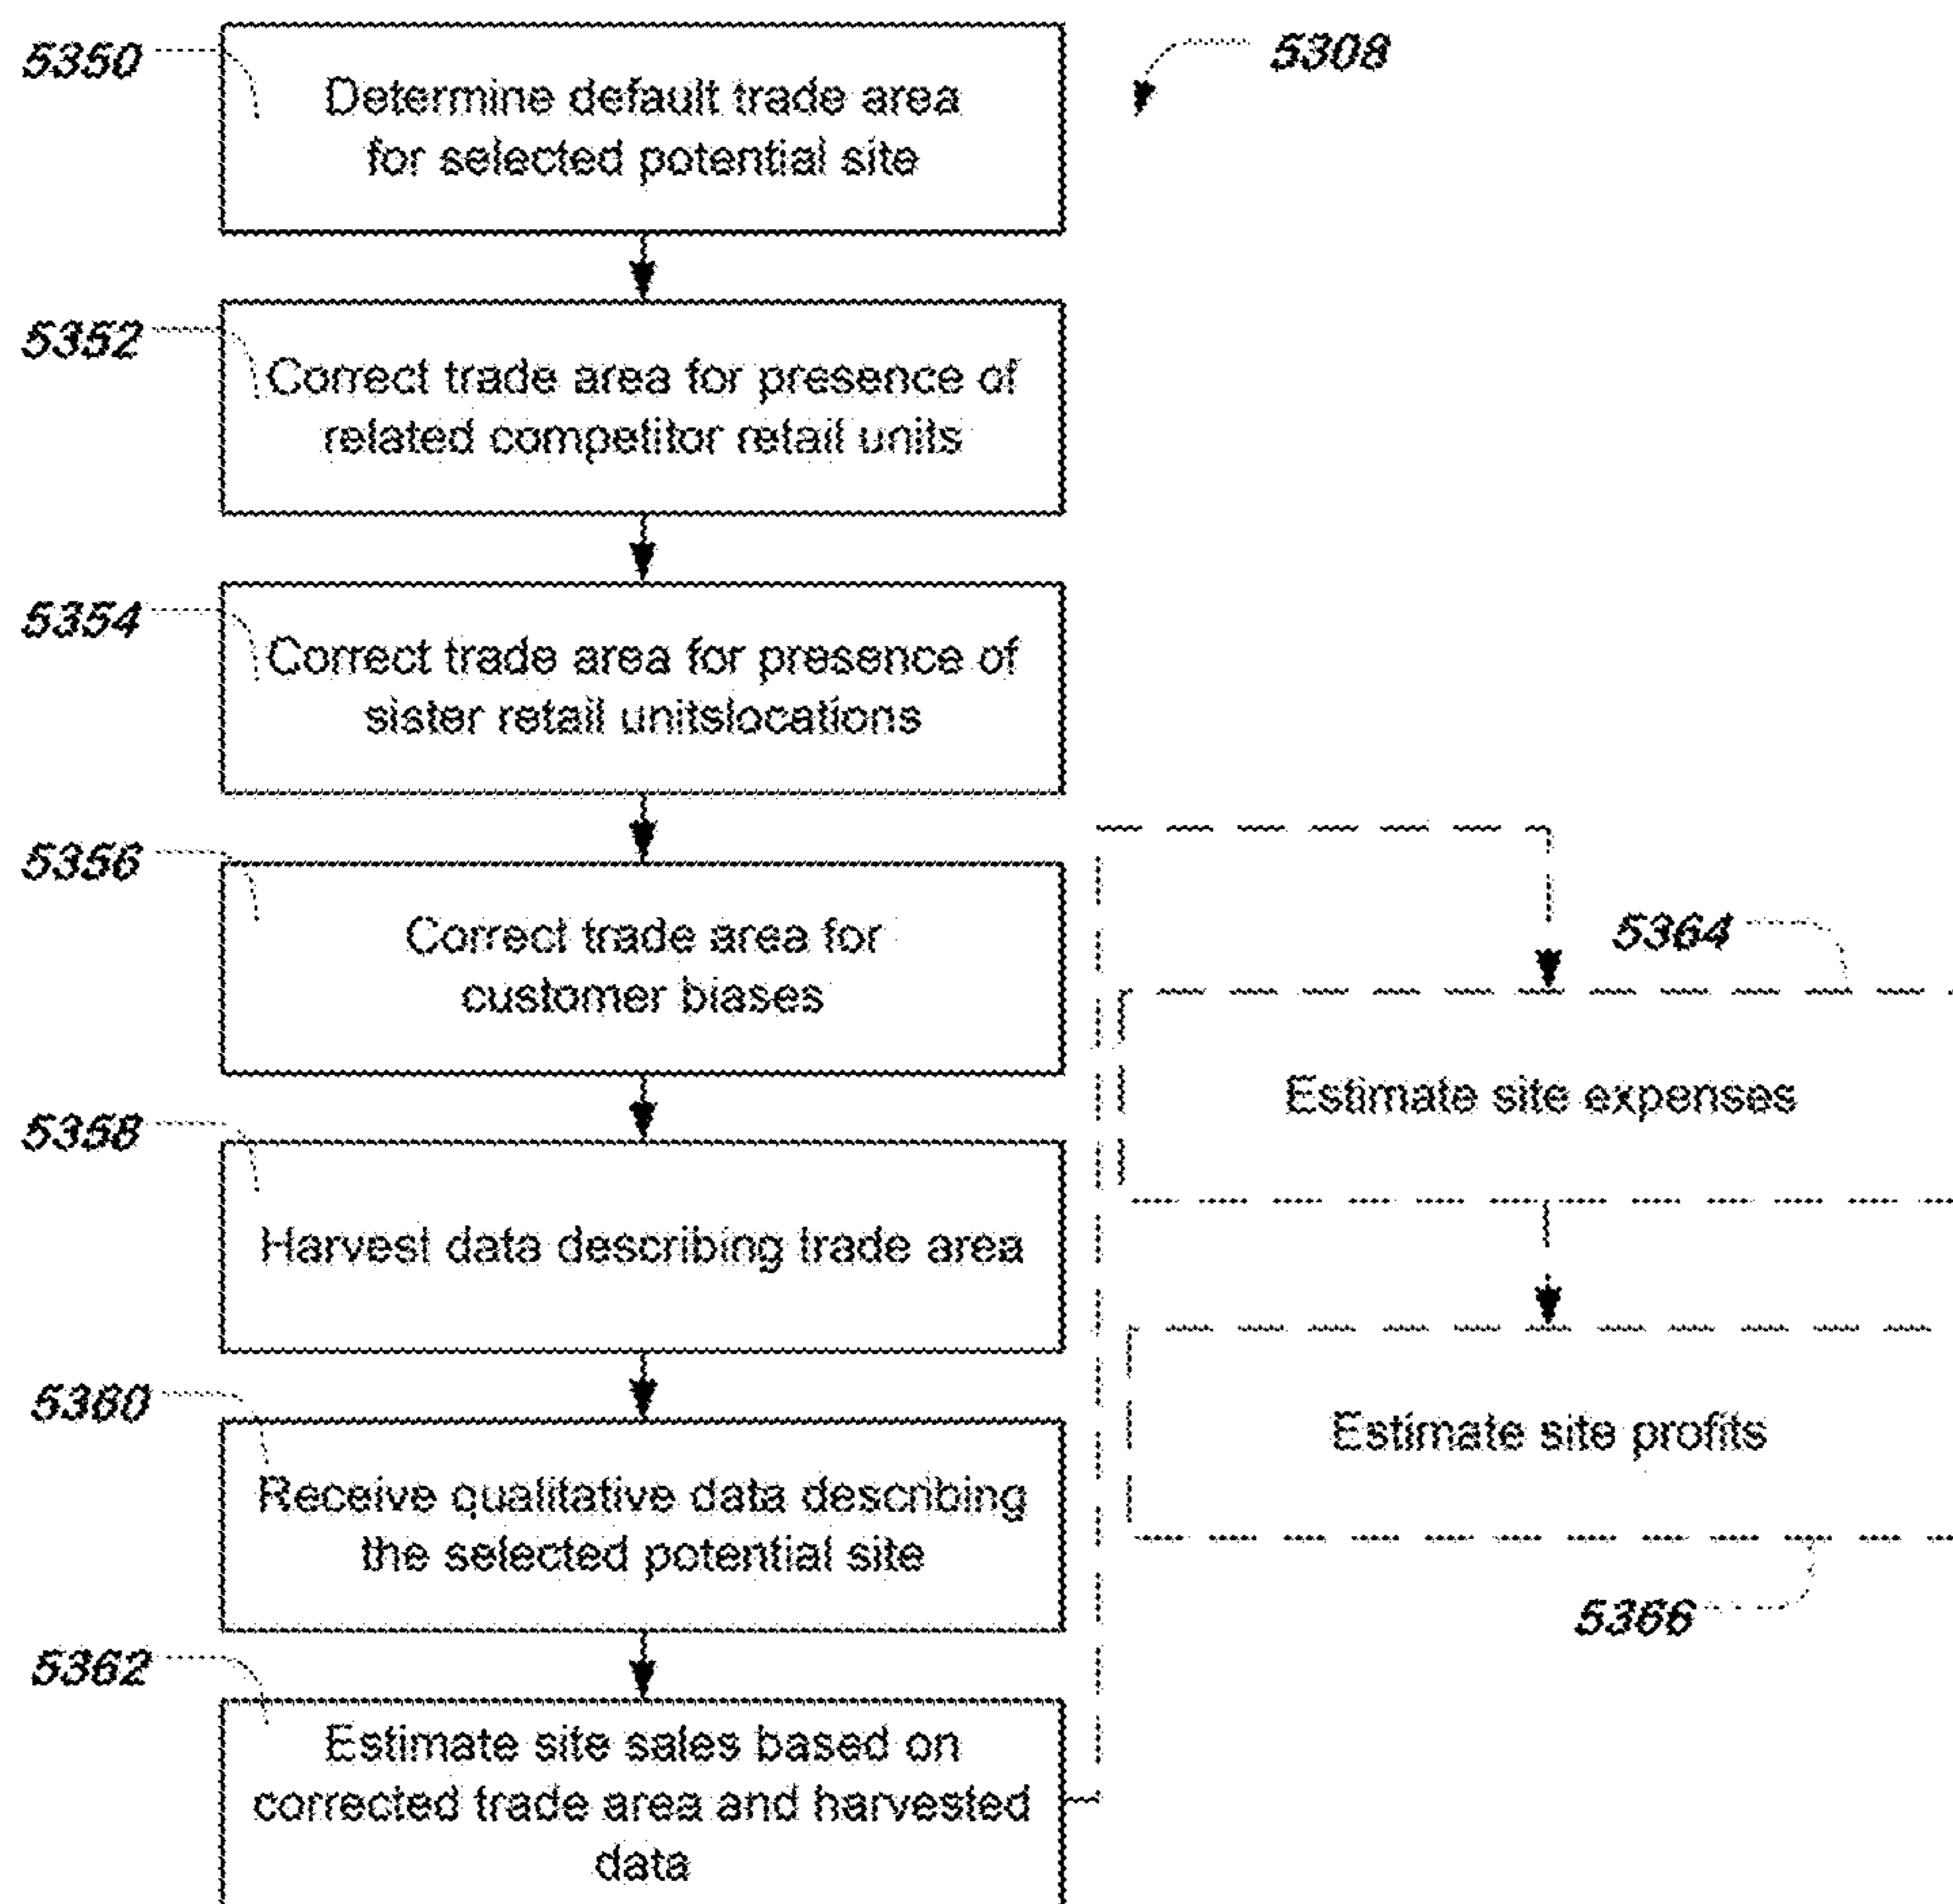 5350
5308
Determine default trade area
for selected potential site
5352
Correct trade area for presence of
related competitor retail units
5354
Correct trade area for presence of
sister retail unitslocations
5356
Correct trade area for
customer biases
5364
Estimate site expenses
5358
Harvest data describing trade area
5360
Receive qualitative data describing
the selected potential site
Estimate site profits
5366
5362
Estimate site sales based on
corrected trade area and harvested
data